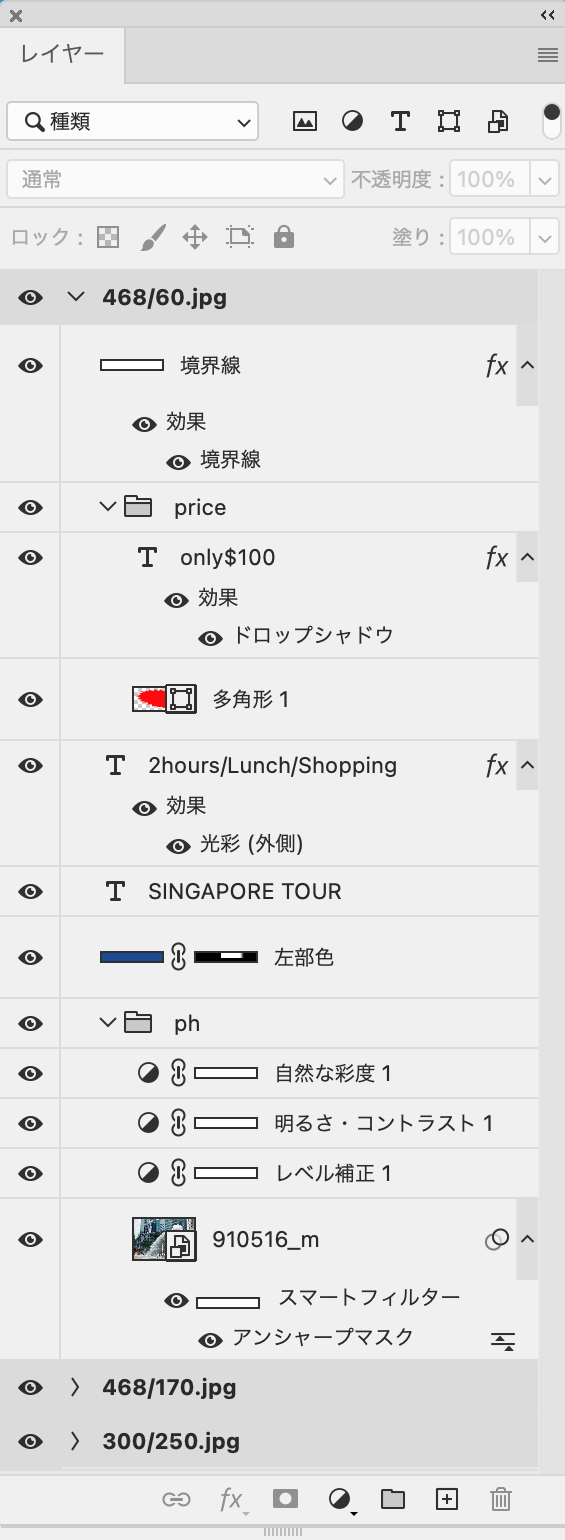 レイヤー
種類
通常 不透明度： 100%
ロック： 塗り： 100%
468/60.jpg
境界線 fx
効果
境界線
price
only$100 fx
効果
ドロップシャドウ
多角形 1
2hours/Lunch/Shopping fx
効果
光彩 (外側)
SINGAPORE TOUR
左部色
ph
自然な彩度 1
明るさ・コントラスト 1
レベル補正 1
910516_m
スマートフィルター
アンシャープマスク
468/170.jpg
300/250.jpg
fx